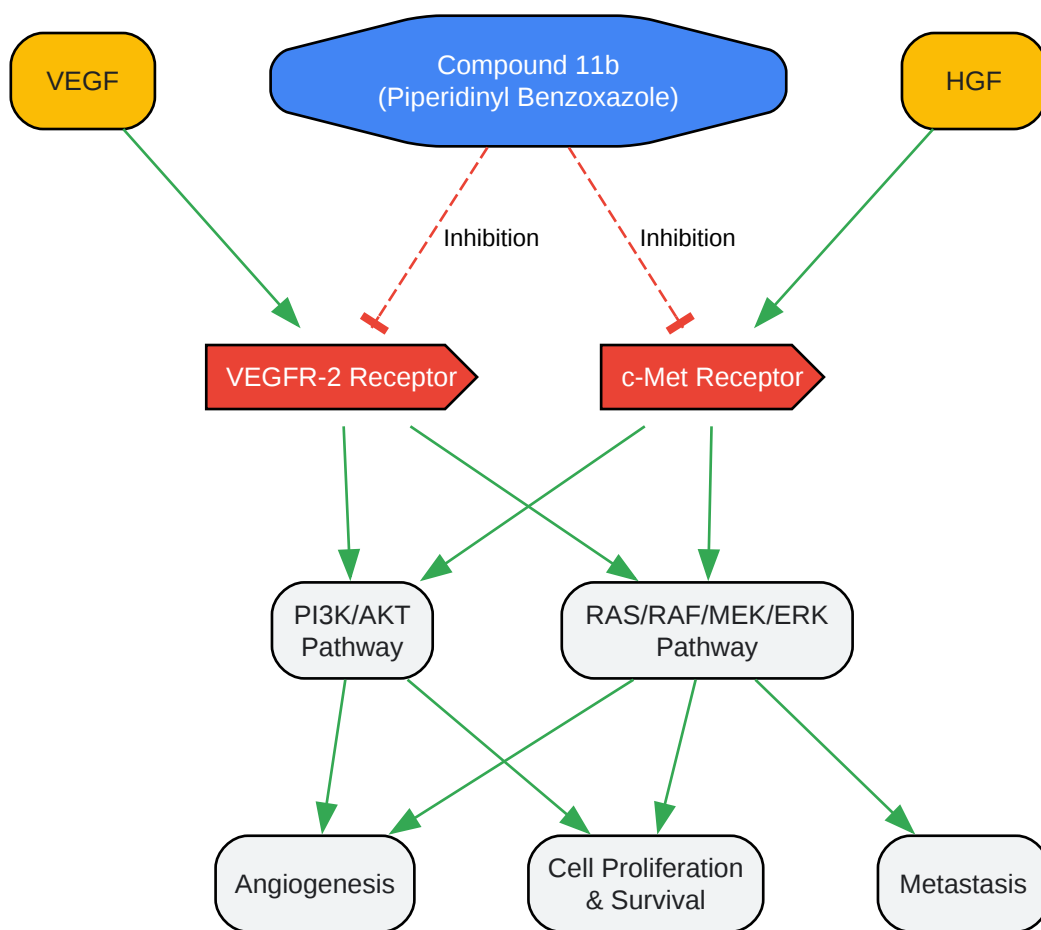 VEGF
Compound 11b
(Piperidinyl Benzoxazole)
HGF
Inhibition
Inhibition
VEGFR-2 Receptor
c-Met Receptor
PI3K/AKT
Pathway
RAS/RAF/MEK/ERK
Pathway
Angiogenesis
Cell Proliferation
& Survival
Metastasis